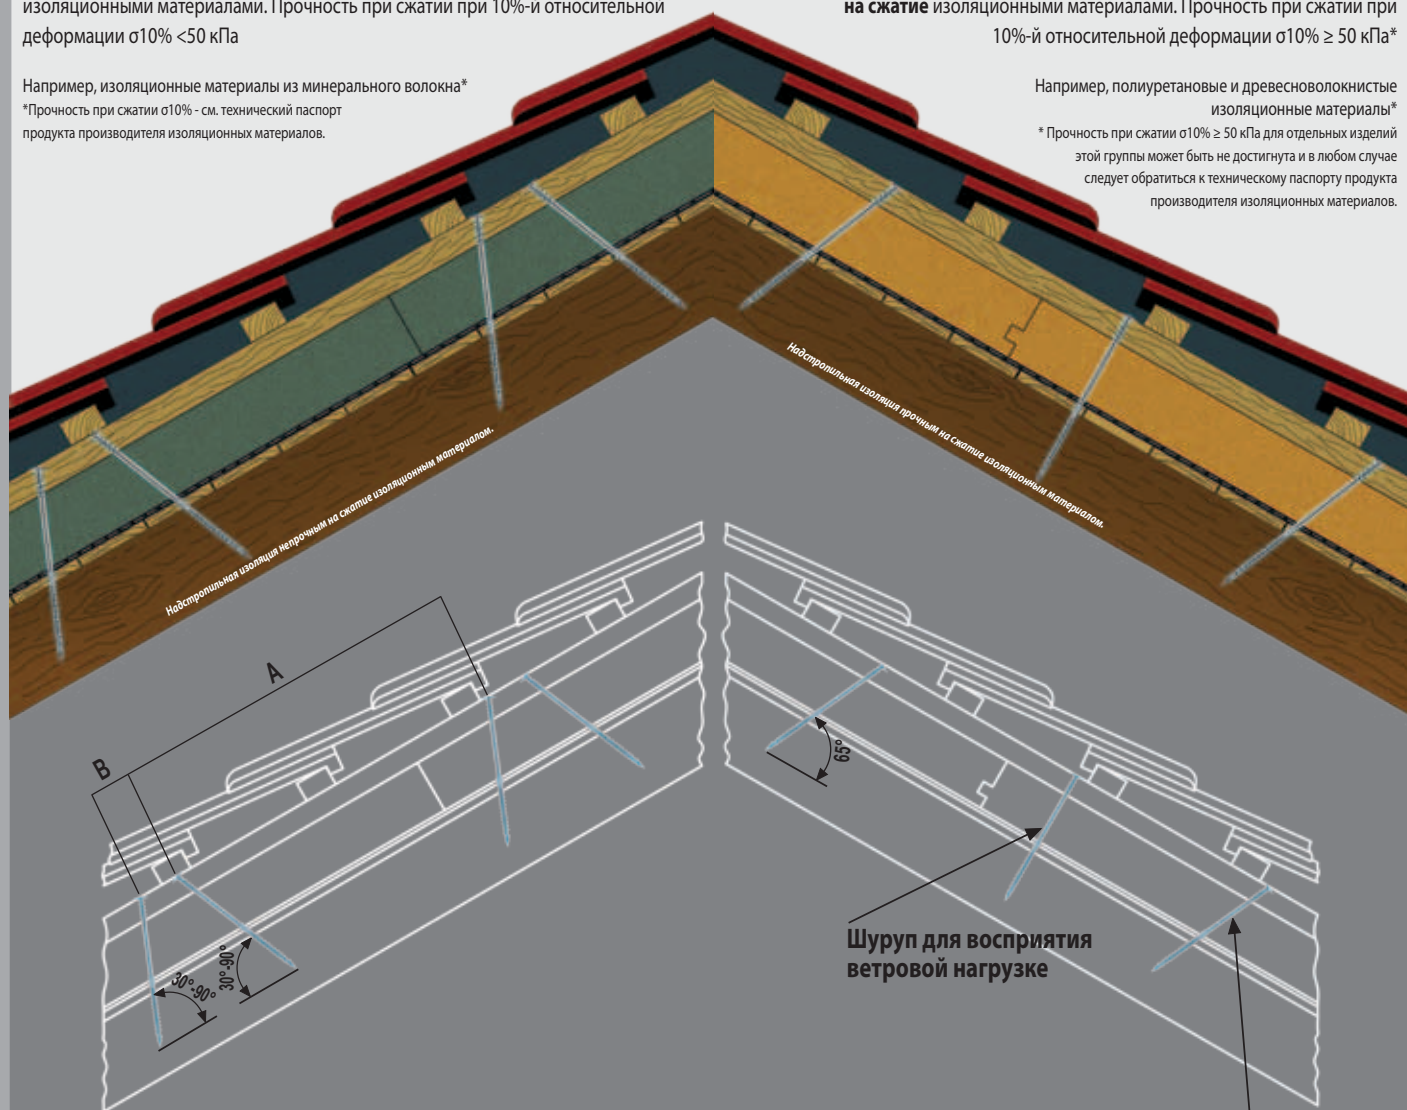 изоляционными материалами. Прочность при сжатии при 10%-й относительной
деформации σ10% <50 кПа
Например, изоляционные материалы из минерального волокна*
*Прочность при сжатии σ10% - см. технический паспорт
продукта производителя изоляционных материалов.
на сжатие изоляционными материалами. Прочность при сжатии при
10%-й относительной деформации σ10% ≥ 50 кПа*
Например, полиуретановые и древесноволокнистые
изоляционные материалы*
* Прочность при сжатии σ10% ≥ 50 кПа для отдельных изделий
этой группы может быть не достигнута и в любом случае
следует обратиться к техническому паспорту продукта
производителя изоляционных материалов.
Надстропильная изоляция непрочным на сжатие изоляционным материалом.
Надстропильная изоляция прочным на сжатие изоляционным материалом.
A
B
30°-90°
30°-90°
65°
Шуруп для восприятия
ветровой нагрузке